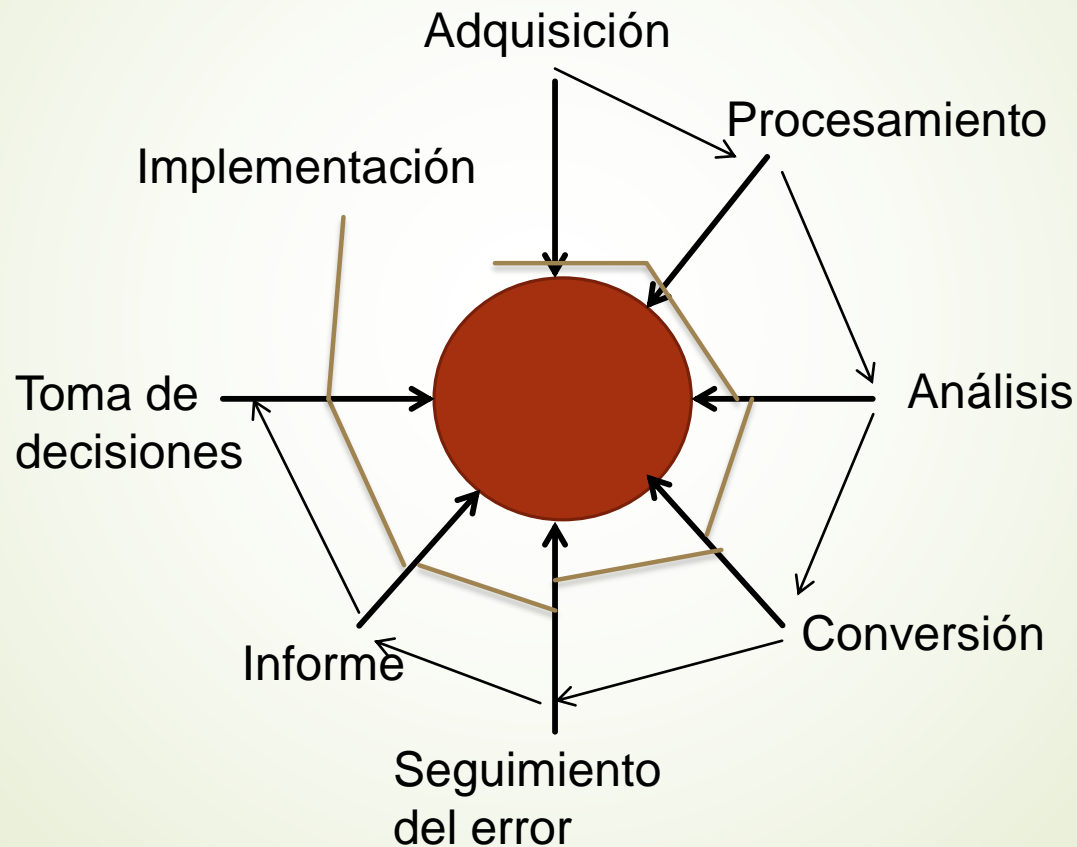 Adquisición
Procesamiento
Implementación
Toma de
decisiones
Análisis
Conversión
Informe
Seguimiento
del error